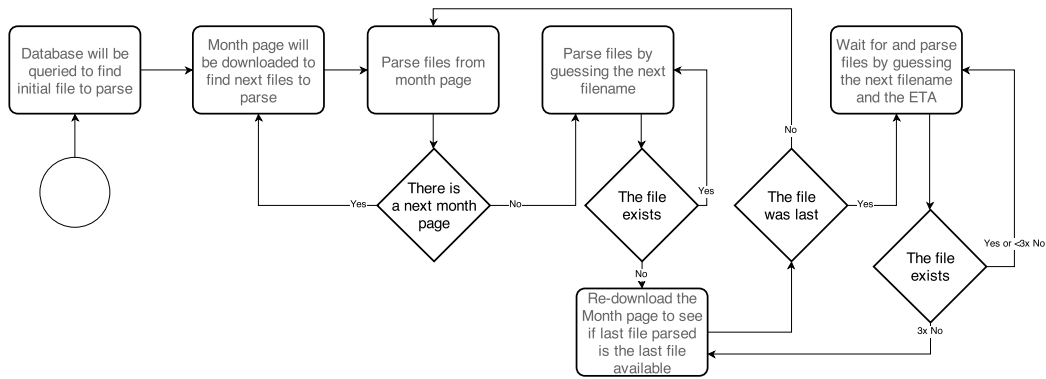 Database will be
queried to find
initial file to parse
Month page will
be downloaded to
find next files to
parse
Parse files from
month page
Parse files by
guessing the next
filename
Wait for and parse
files by guessing
the next filename
and the ETA
There is
a next month
page
Yes
No
The file
exists
Yes
No
The file
was last
No
Yes
The file
exists
Yes or <3x No
3x No
Re-download the
Month page to see
if last file parsed
is the last file
available